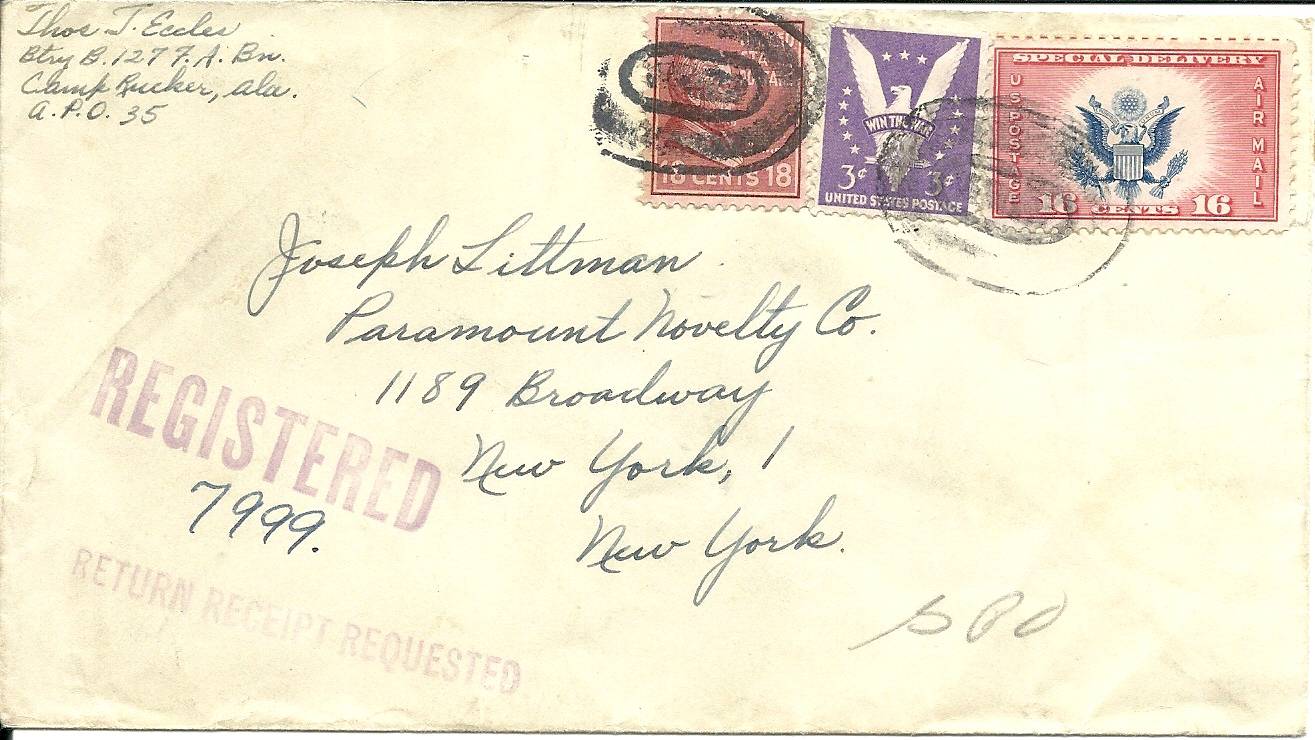 Thos T. Eccles
Btry B. 127 F. A. Bn.
Camp Rucker, Ala.
A. P. O. 35
18 CENTS 18
WIN THE WAR
3¢ 3¢
UNITED STATES POSTAGE
SPECIAL DELIVERY
US POSTAGE
AIR MAIL
16 CENTS 16
Joseph Littman
Paramount Novelty Co.
1189 Broadway
New York, 1
New York.
REGISTERED
7999.
RETURN RECEIPT REQUESTED